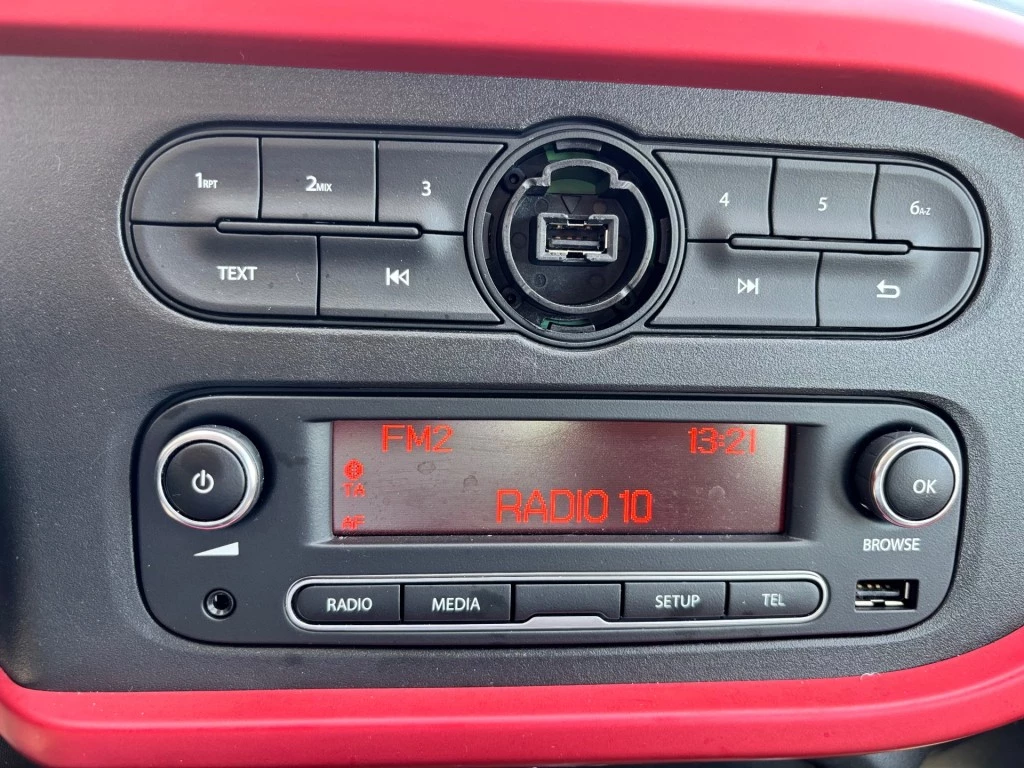 1RPT 2MIX 3 4 5 6A-Z
TEXT
FM2 13:21
TA
AF
RADIO 10
OK
BROWSE
RADIO MEDIA SETUP TEL